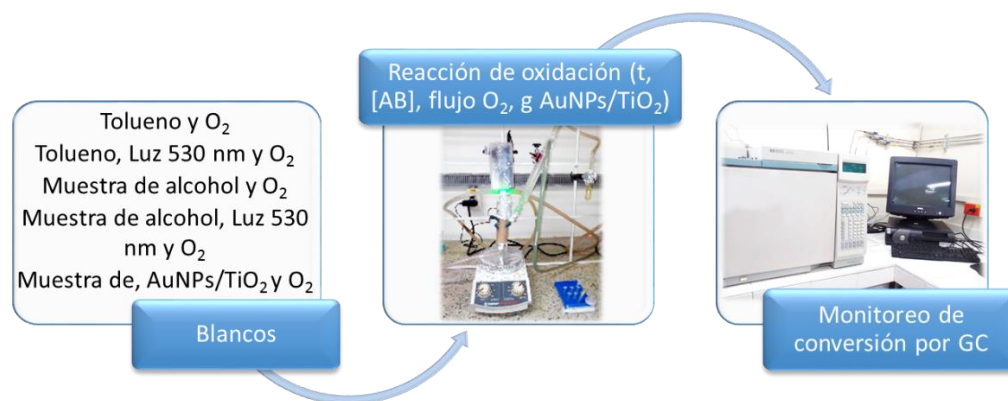 Tolueno y O₂
Tolueno, Luz 530 nm y O₂
Muestra de alcohol y O₂
Muestra de alcohol, Luz 530
nm y O₂
Muestra de, AuNPs/TiO₂ y O₂
Blancos
Reacción de oxidación (t,
[AB], flujo O₂, g AuNPs/TiO₂)
Monitoreo de
conversión por GC